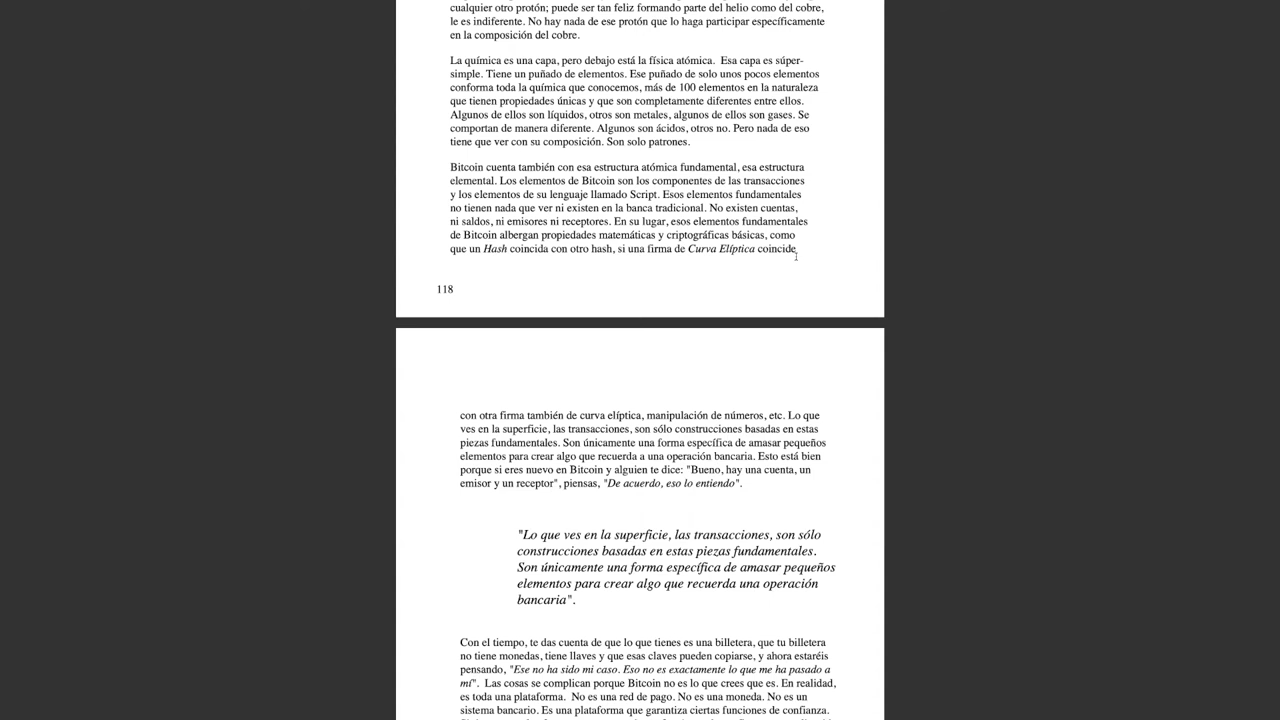 cualquier otro protón; puede ser tan feliz formando parte del helio como del cobre,
le es indiferente. No hay nada de ese protón que lo haga participar específicamente
en la composición del cobre.
La química es una capa, pero debajo está la física atómica.  Esa capa es súper-
simple. Tiene un puñado de elementos. Ese puñado de solo unos pocos elementos
conforma toda la química que conocemos, más de 100 elementos en la naturaleza
que tienen propiedades únicas y que son completamente diferentes entre ellos.
Algunos de ellos son líquidos, otros son metales, algunos de ellos son gases. Se
comportan de manera diferente. Algunos son ácidos, otros no. Pero nada de eso
tiene que ver con su composición. Son solo patrones.
Bitcoin cuenta también con esa estructura atómica fundamental, esa estructura
elemental. Los elementos de Bitcoin son los componentes de las transacciones
y los elementos de su lenguaje llamado Script. Esos elementos fundamentales
no tienen nada que ver ni existen en la banca tradicional. No existen cuentas,
ni saldos, ni emisores ni receptores. En su lugar, esos elementos fundamentales
de Bitcoin albergan propiedades matemáticas y criptográficas básicas, como
que un Hash coincida con otro hash, si una firma de Curva Elíptica coincide
118
con otra firma también de curva elíptica, manipulación de números, etc. Lo que
ves en la superficie, las transacciones, son sólo construcciones basadas en estas
piezas fundamentales. Son únicamente una forma específica de amasar pequeños
elementos para crear algo que recuerda a una operación bancaria. Esto está bien
porque si eres nuevo en Bitcoin y alguien te dice: "Bueno, hay una cuenta, un
emisor y un receptor", piensas, "De acuerdo, eso lo entiendo".
"Lo que ves en la superficie, las transacciones, son sólo
construcciones basadas en estas piezas fundamentales.
Son únicamente una forma específica de amasar pequeños
elementos para crear algo que recuerda una operación
bancaria".
Con el tiempo, te das cuenta de que lo que tienes es una billetera, que tu billetera
no tiene monedas, tiene llaves y que esas claves pueden copiarse, y ahora estaréis
pensando, "Ese no ha sido mi caso. Eso no es exactamente lo que me ha pasado a
mí".  Las cosas se complican porque Bitcoin no es lo que crees que es. En realidad,
es toda una plataforma.  No es una red de pago. No es una moneda. No es un
sistema bancario. Es una plataforma que garantiza ciertas funciones de confianza.